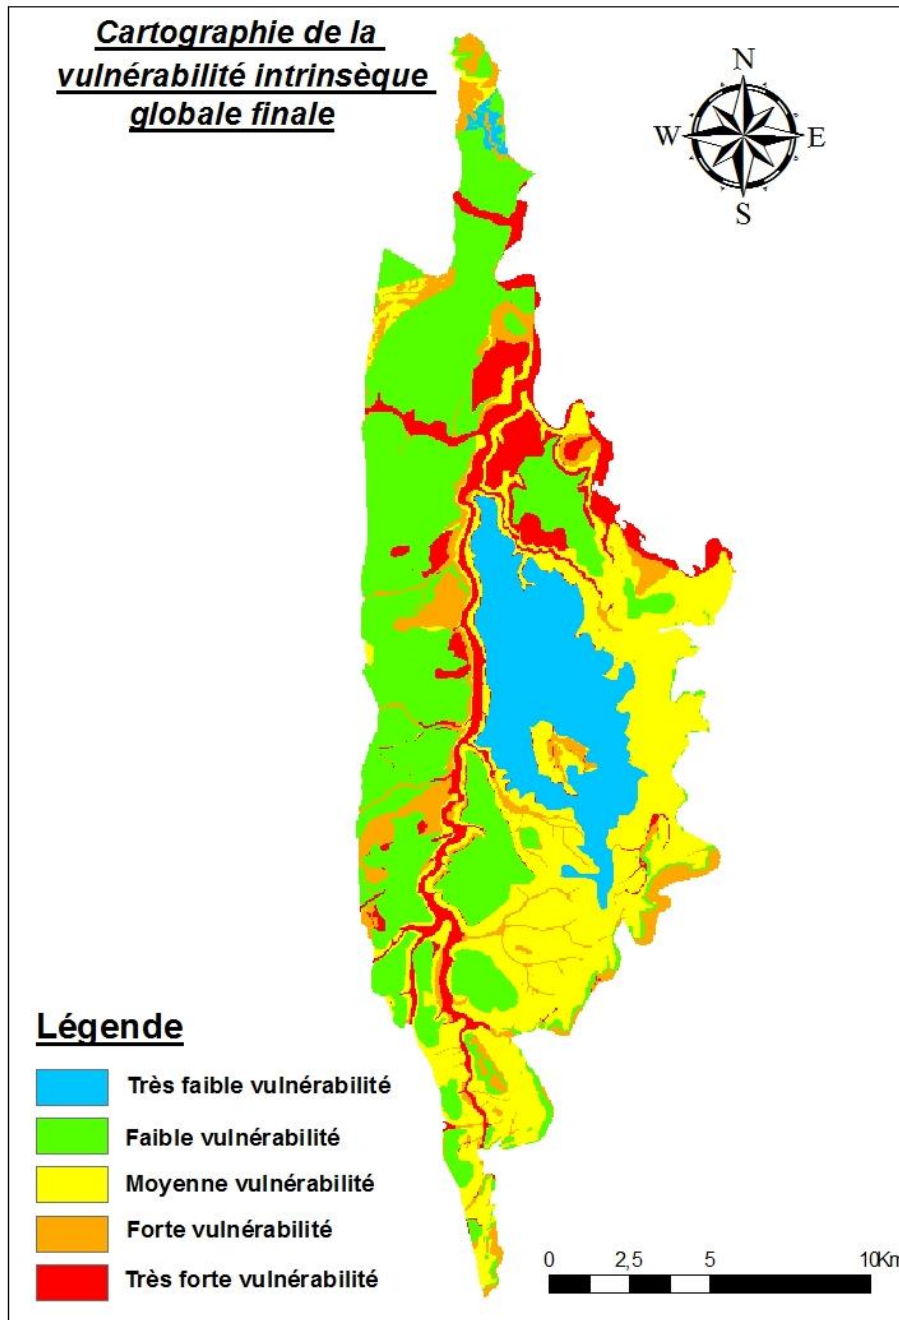 Cartographie de la
vulnérabilité intrinsèque
globale finale
N
W E
S
Légende
Très faible vulnérabilité
Faible vulnérabilité
Moyenne vulnérabilité
Forte vulnérabilité
Très forte vulnérabilité
0 2,5 5 10Km